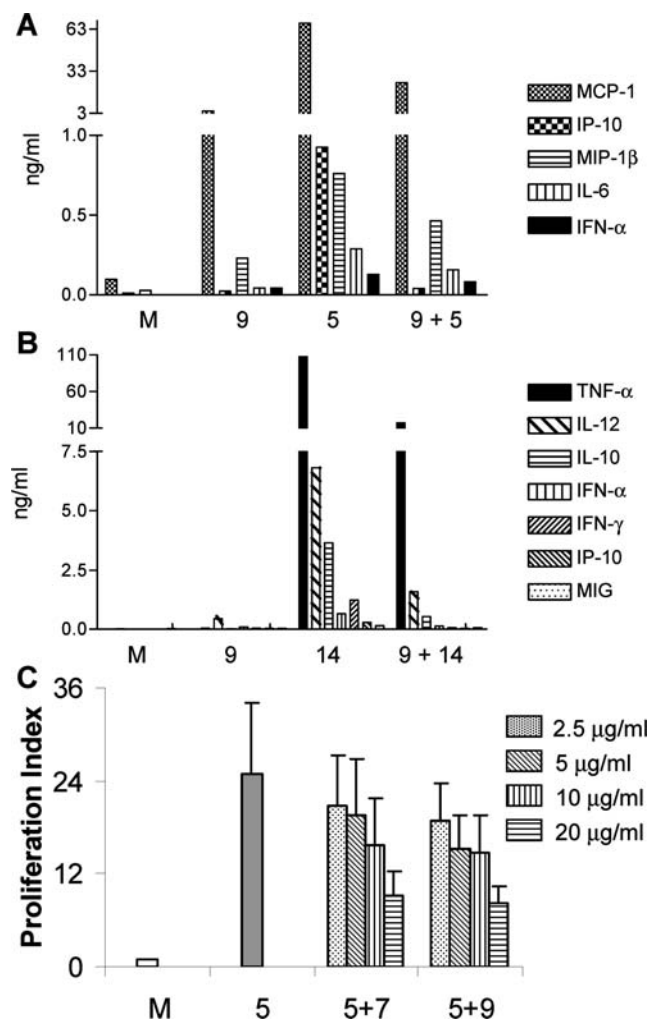 A
63
33
3
1.0
0.5
0.0
ng/ml
M 9 5 9 + 5
MCP-1
IP-10
MIP-1β
IL-6
IFN-α
B
110
60
10
7.5
5.0
2.5
0.0
ng/ml
M 9 14 9 + 14
TNF-α
IL-12
IL-10
IFN-α
IFN-γ
IP-10
MIG
C
36
24
12
0
Proliferation Index
M 5 5+7 5+9
2.5 µg/ml
5 µg/ml
10 µg/ml
20 µg/ml